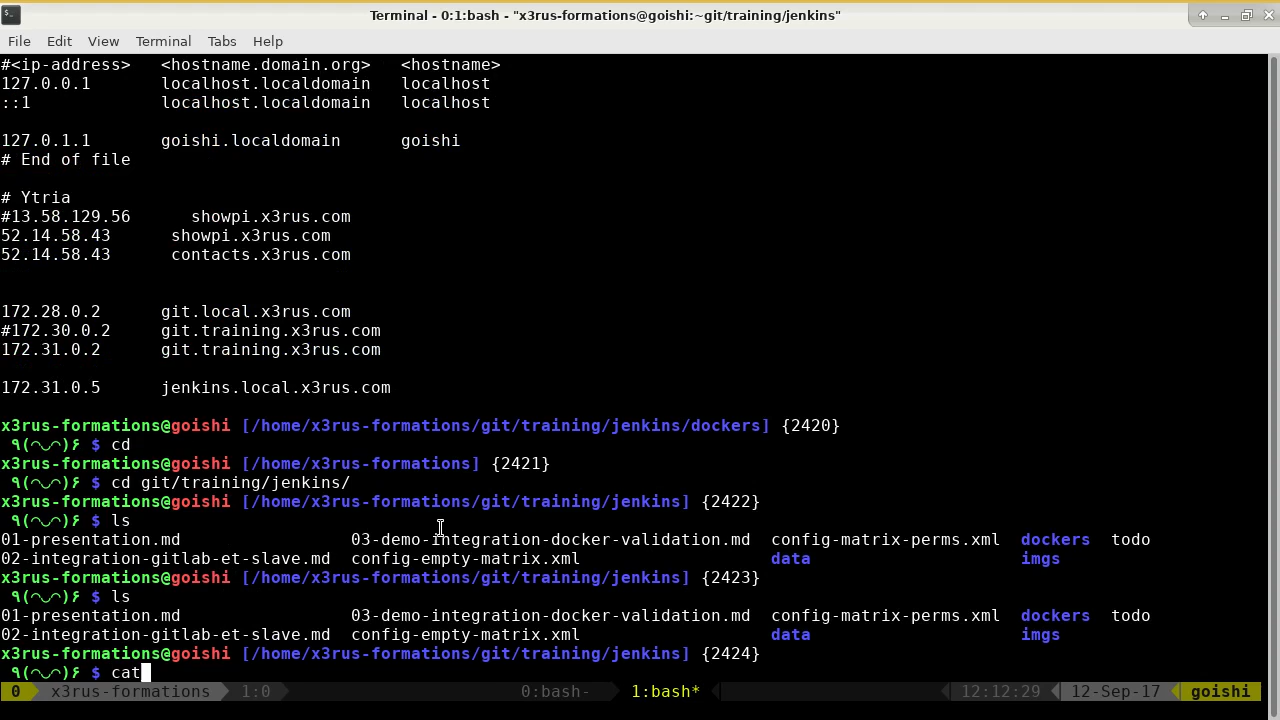 Terminal - 0:1:bash - "x3rus-formations@goishi:~git/training/jenkins"
File Edit View Terminal Tabs Help
#<ip-address> <hostname.domain.org> <hostname>
127.0.0.1 localhost.localdomain localhost
::1 localhost.localdomain localhost
127.0.1.1 goishi.localdomain goishi
# End of file
# Ytria
#13.58.129.56 showpi.x3rus.com
52.14.58.43 showpi.x3rus.com
52.14.58.43 contacts.x3rus.com
172.28.0.2 git.local.x3rus.com
#172.30.0.2 git.training.x3rus.com
172.31.0.2 git.training.x3rus.com
172.31.0.5 jenkins.local.x3rus.com
x3rus-formations@goishi [/home/x3rus-formations/git/training/jenkins/dockers] {2420}
٩(◠◡◠)۶ $ cd
x3rus-formations@goishi [/home/x3rus-formations] {2421}
٩(◠◡◠)۶ $ cd git/training/jenkins/
x3rus-formations@goishi [/home/x3rus-formations/git/training/jenkins] {2422}
٩(◠◡◠)۶ $ ls
01-presentation.md 03-demo-integration-docker-validation.md config-matrix-perms.xml dockers todo
02-integration-gitlab-et-slave.md config-empty-matrix.xml data imgs
x3rus-formations@goishi [/home/x3rus-formations/git/training/jenkins] {2423}
٩(◠◡◠)۶ $ ls
01-presentation.md 03-demo-integration-docker-validation.md config-matrix-perms.xml dockers todo
02-integration-gitlab-et-slave.md config-empty-matrix.xml data imgs
x3rus-formations@goishi [/home/x3rus-formations/git/training/jenkins] {2424}
٩(◠◡◠)۶ $ cat
0 x3rus-formations 1:0 0:bash- 1:bash* 12:12:29 12-Sep-17 goishi